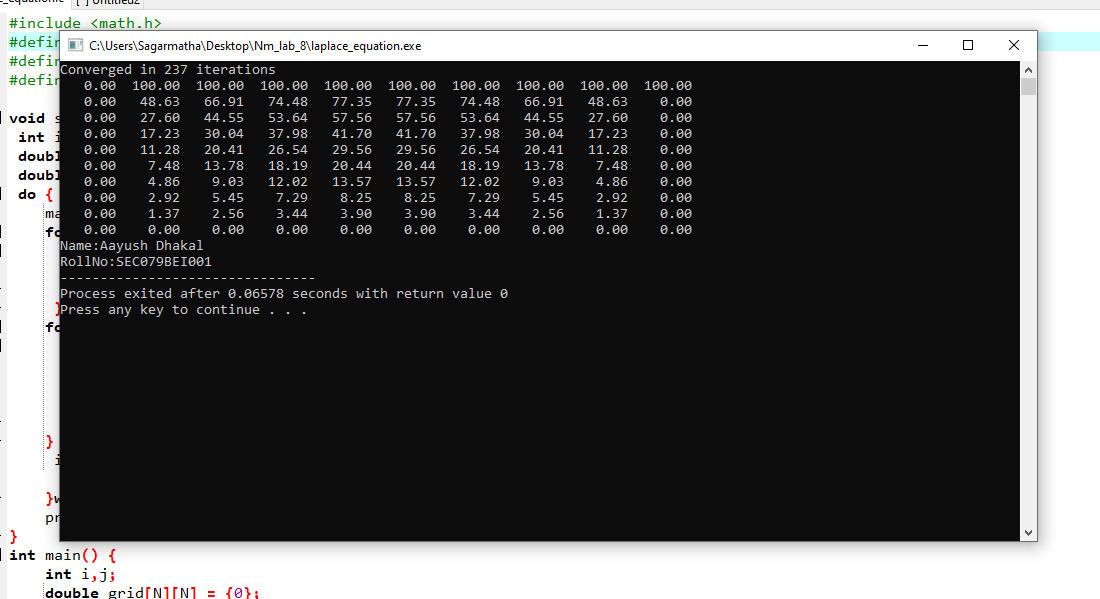 [*] Untitled2
#include <math.h>
C:\Users\Sagarmatha\Desktop\Nm_lab_8\laplace_equation.exe
Converged in 237 iterations
0.00 100.00 100.00 100.00 100.00 100.00 100.00 100.00 100.00 100.00
0.00 48.63 66.91 74.48 77.35 77.35 74.48 66.91 48.63 0.00
0.00 27.60 44.55 53.64 57.56 57.56 53.64 44.55 27.60 0.00
0.00 17.23 30.04 37.98 41.70 41.70 37.98 30.04 17.23 0.00
0.00 11.28 20.41 26.54 29.56 29.56 26.54 20.41 11.28 0.00
0.00 7.48 13.78 18.19 20.44 20.44 18.19 13.78 7.48 0.00
0.00 4.86 9.03 12.02 13.57 13.57 12.02 9.03 4.86 0.00
0.00 2.92 5.45 7.29 8.25 8.25 7.29 5.45 2.92 0.00
0.00 1.37 2.56 3.44 3.90 3.90 3.44 2.56 1.37 0.00
0.00 0.00 0.00 0.00 0.00 0.00 0.00 0.00 0.00 0.00
Name:Aayush Dhakal
RollNo:SEC079BEI001
--------------------------------
Process exited after 0.06578 seconds with return value 0
Press any key to continue . . .
void
int
do {
}
}
}
int main() {
int i,j;
double grid[N][N] = {0};